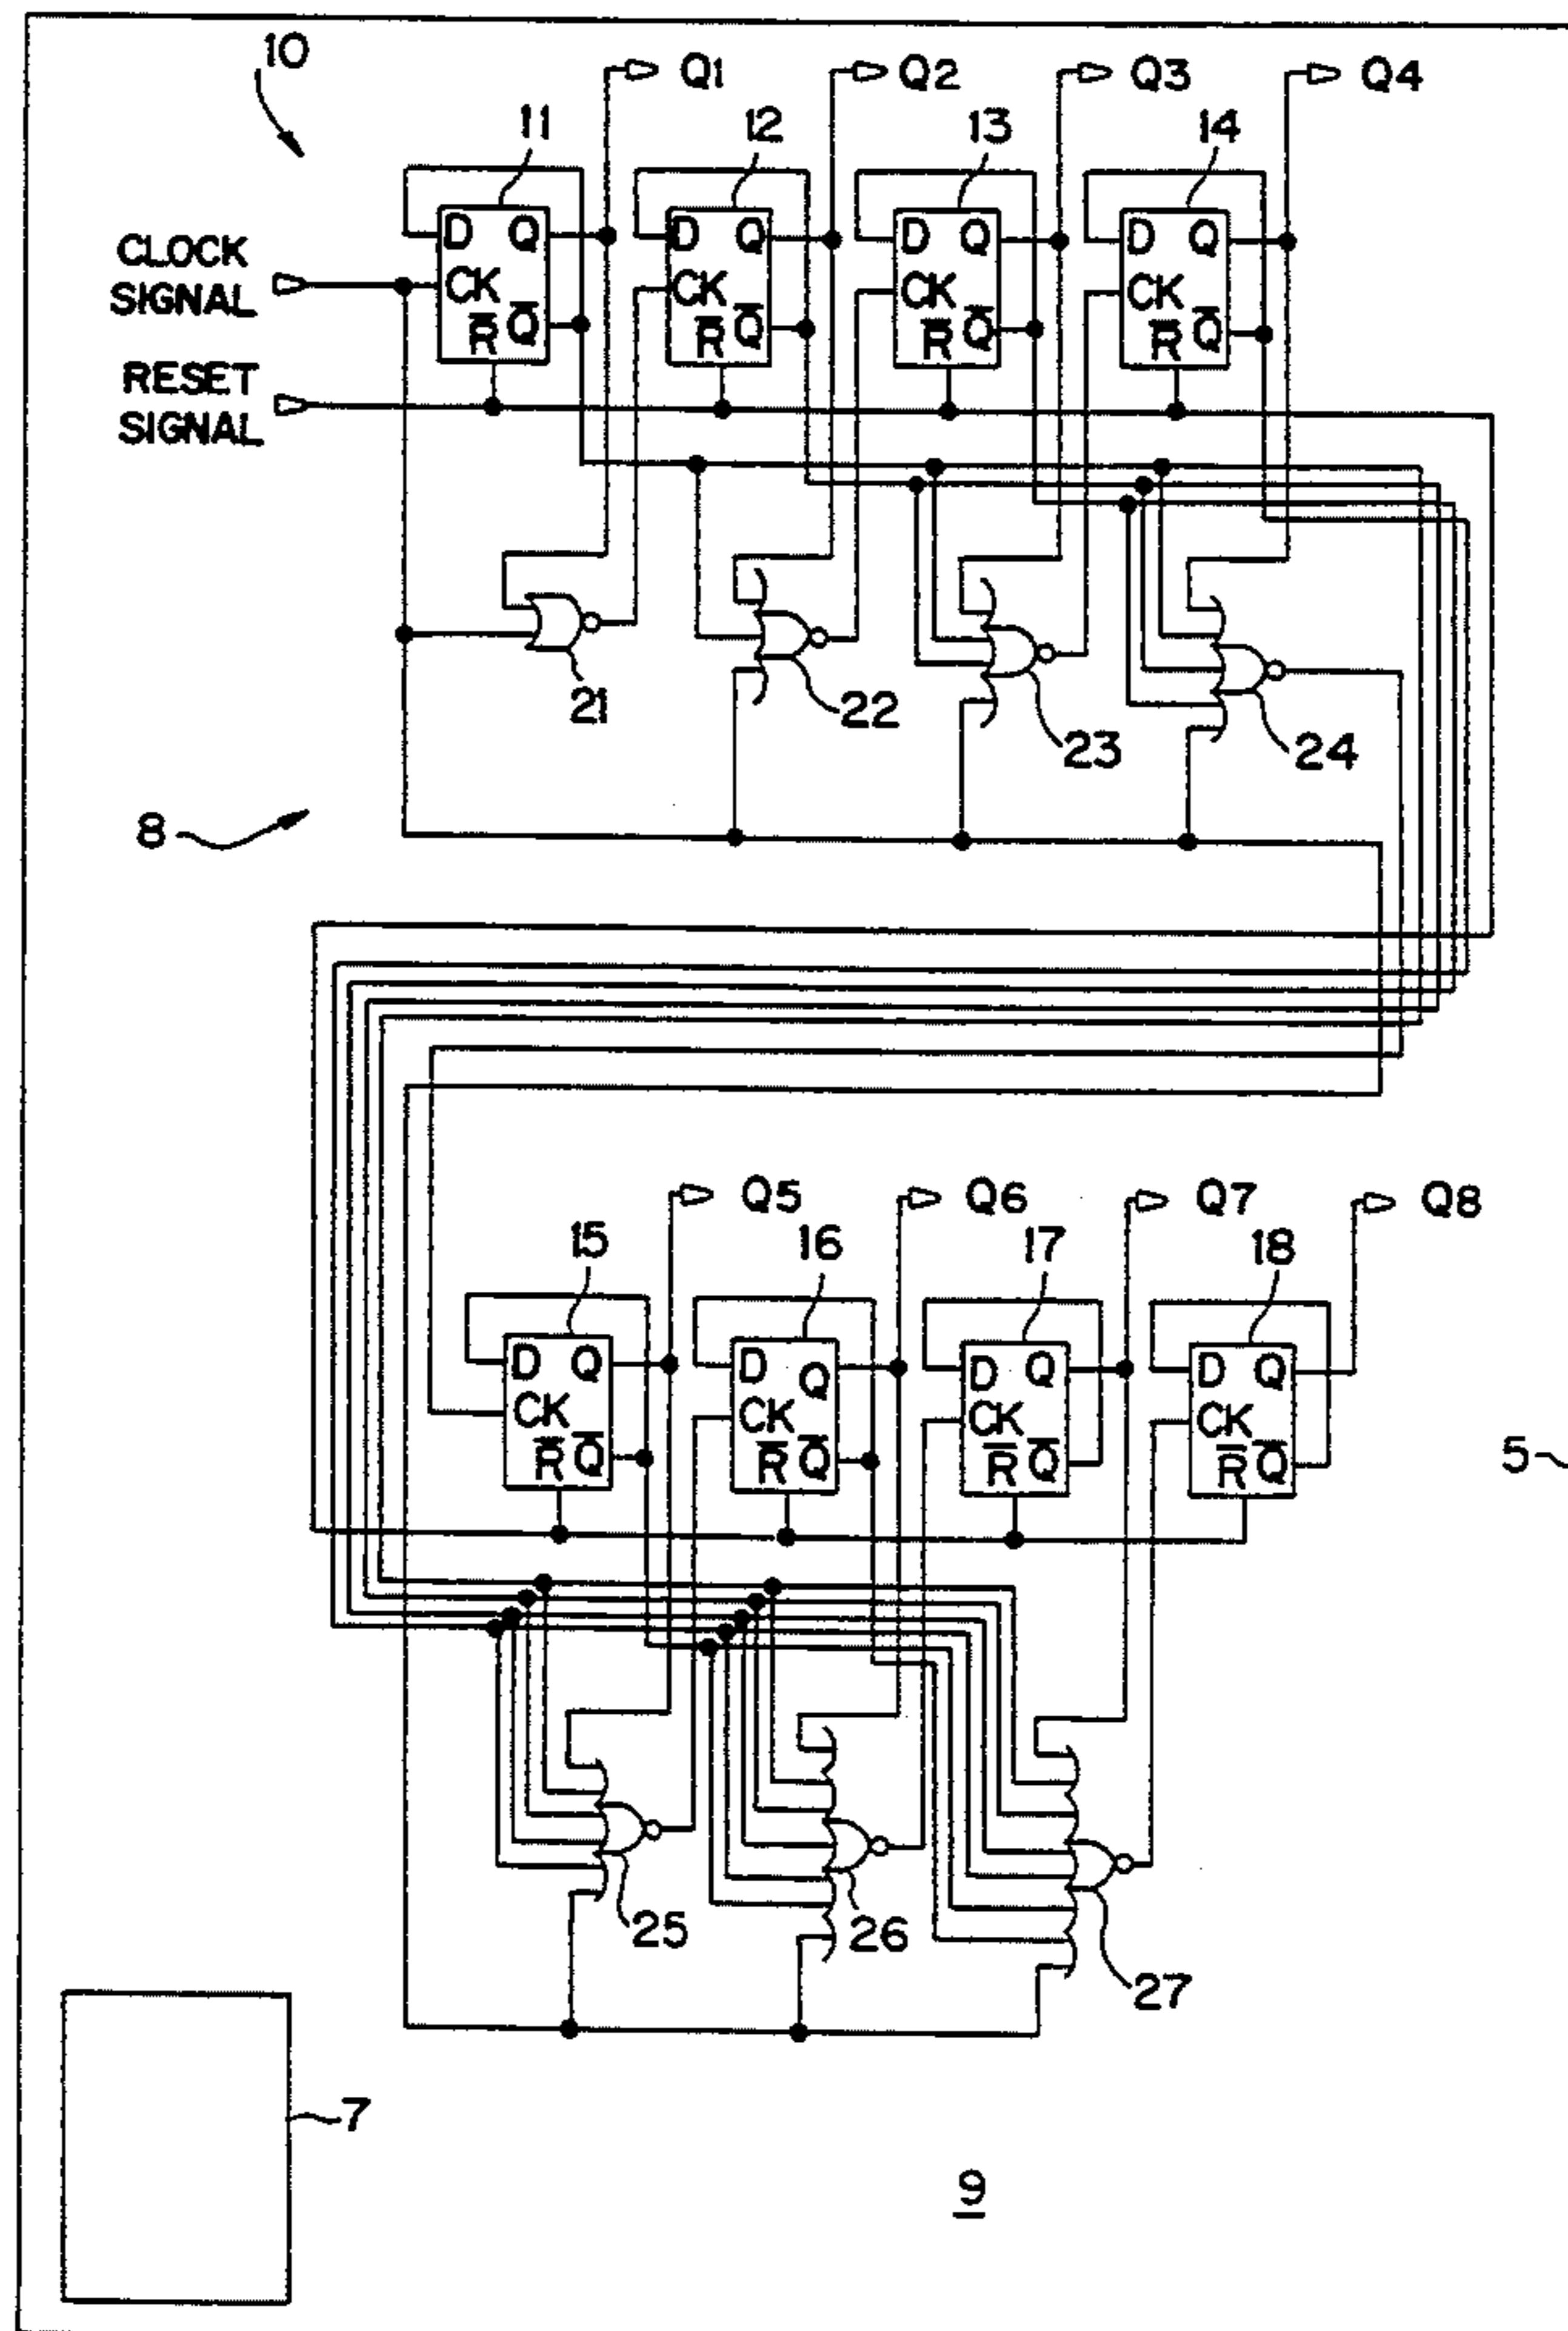 10
Q1 Q2 Q3 Q4
11 12 13 14
D Q D Q D Q D Q
CLOCK
SIGNAL
CK CK CK CK
R̅ Q̅ R̅ Q̅ R̅ Q̅ R̅ Q̅
RESET
SIGNAL
21 22 23 24
8
Q5 Q6 Q7 Q8
15 16 17 18
D Q D Q D Q D Q
CK CK CK CK
R̅ Q̅ R̅ Q̅ R̅ Q̅ R̅ Q̅
5
25 26 27
7
9